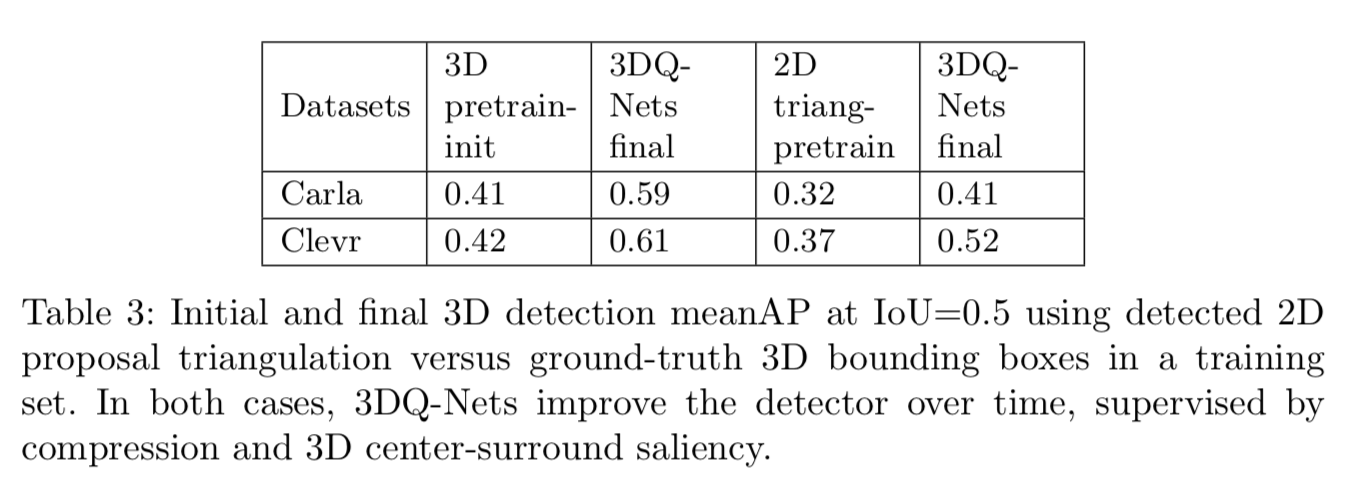 Datasets 3D pretrain-init 3DQ-Nets final 2D triang-pretrain 3DQ-Nets final
Carla 0.41 0.59 0.32 0.41
Clevr 0.42 0.61 0.37 0.52
Table 3: Initial and final 3D detection meanAP at IoU=0.5 using detected 2D
proposal triangulation versus ground-truth 3D bounding boxes in a training
set. In both cases, 3DQ-Nets improve the detector over time, supervised by
compression and 3D center-surround saliency.